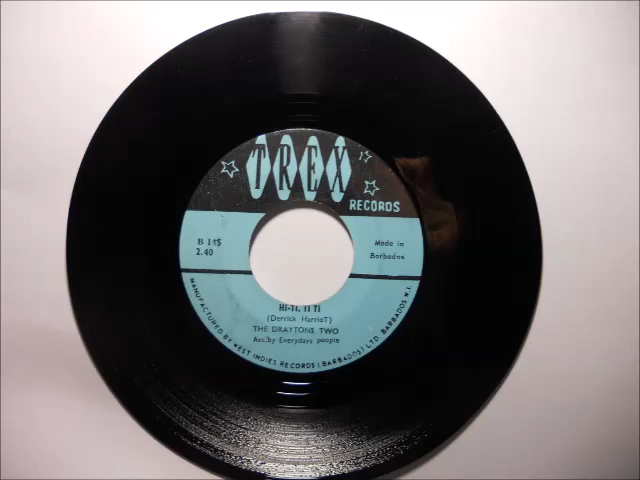 TREX
RECORDS
B 145
2.40
Made in
Barbados
HI-TI, TI TI
(Derrick HarrioT)
THE DRAYTONS TWO
Acc.by Everydays people
MANUFACTURED BY WEST INDIES RECORDS (BARBADOS) LTD. BARBADOS W.I.